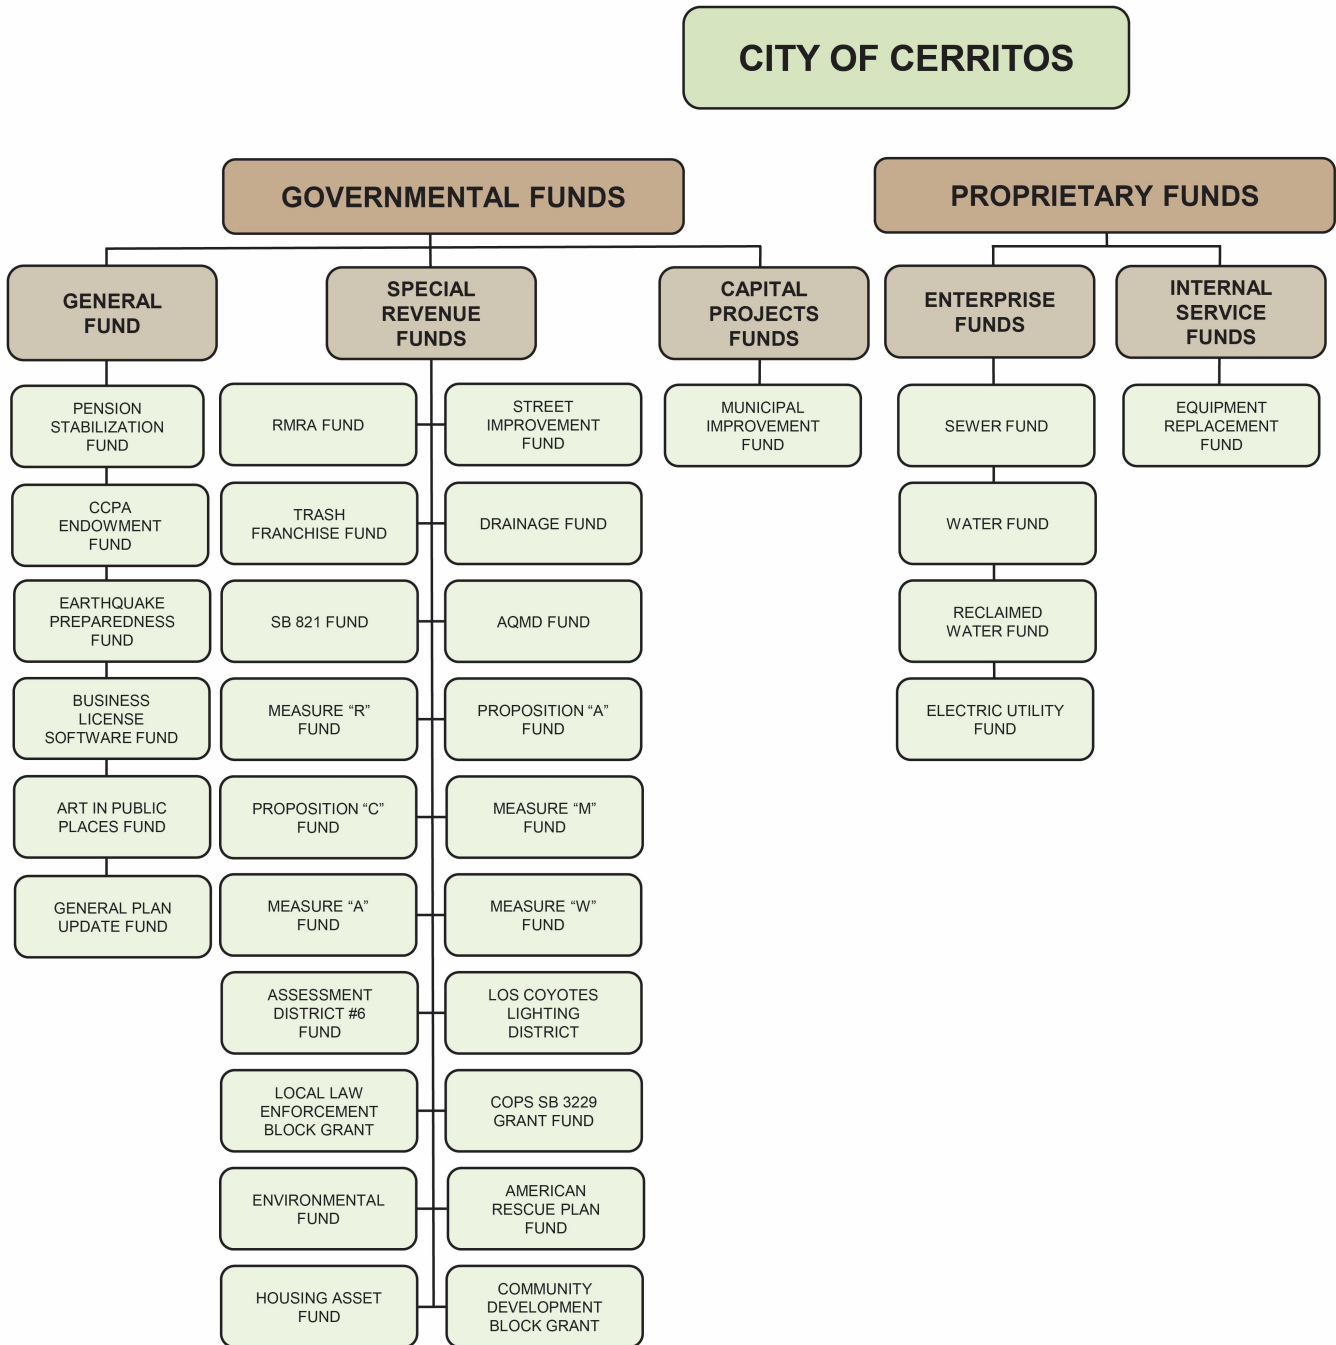 CITY OF CERRITOS
GOVERNMENTAL FUNDS
PROPRIETARY FUNDS
GENERAL
FUND
SPECIAL
REVENUE
FUNDS
CAPITAL
PROJECTS
FUNDS
ENTERPRISE
FUNDS
INTERNAL
SERVICE
FUNDS
PENSION
STABILIZATION
FUND
CCPA
ENDOWMENT
FUND
EARTHQUAKE
PREPAREDNESS
FUND
BUSINESS
LICENSE
SOFTWARE FUND
ART IN PUBLIC
PLACES FUND
GENERAL PLAN
UPDATE FUND
RMRA FUND
STREET
IMPROVEMENT
FUND
TRASH
FRANCHISE FUND
DRAINAGE FUND
SB 821 FUND
AQMD FUND
MEASURE “R”
FUND
PROPOSITION “A”
FUND
PROPOSITION “C”
FUND
MEASURE “M”
FUND
MEASURE “A”
FUND
MEASURE “W”
FUND
ASSESSMENT
DISTRICT #6
FUND
LOS COYOTES
LIGHTING
DISTRICT
LOCAL LAW
ENFORCEMENT
BLOCK GRANT
COPS SB 3229
GRANT FUND
ENVIRONMENTAL
FUND
AMERICAN
RESCUE PLAN
FUND
HOUSING ASSET
FUND
COMMUNITY
DEVELOPMENT
BLOCK GRANT
MUNICIPAL
IMPROVEMENT
FUND
SEWER FUND
WATER FUND
RECLAIMED
WATER FUND
ELECTRIC UTILITY
FUND
EQUIPMENT
REPLACEMENT
FUND